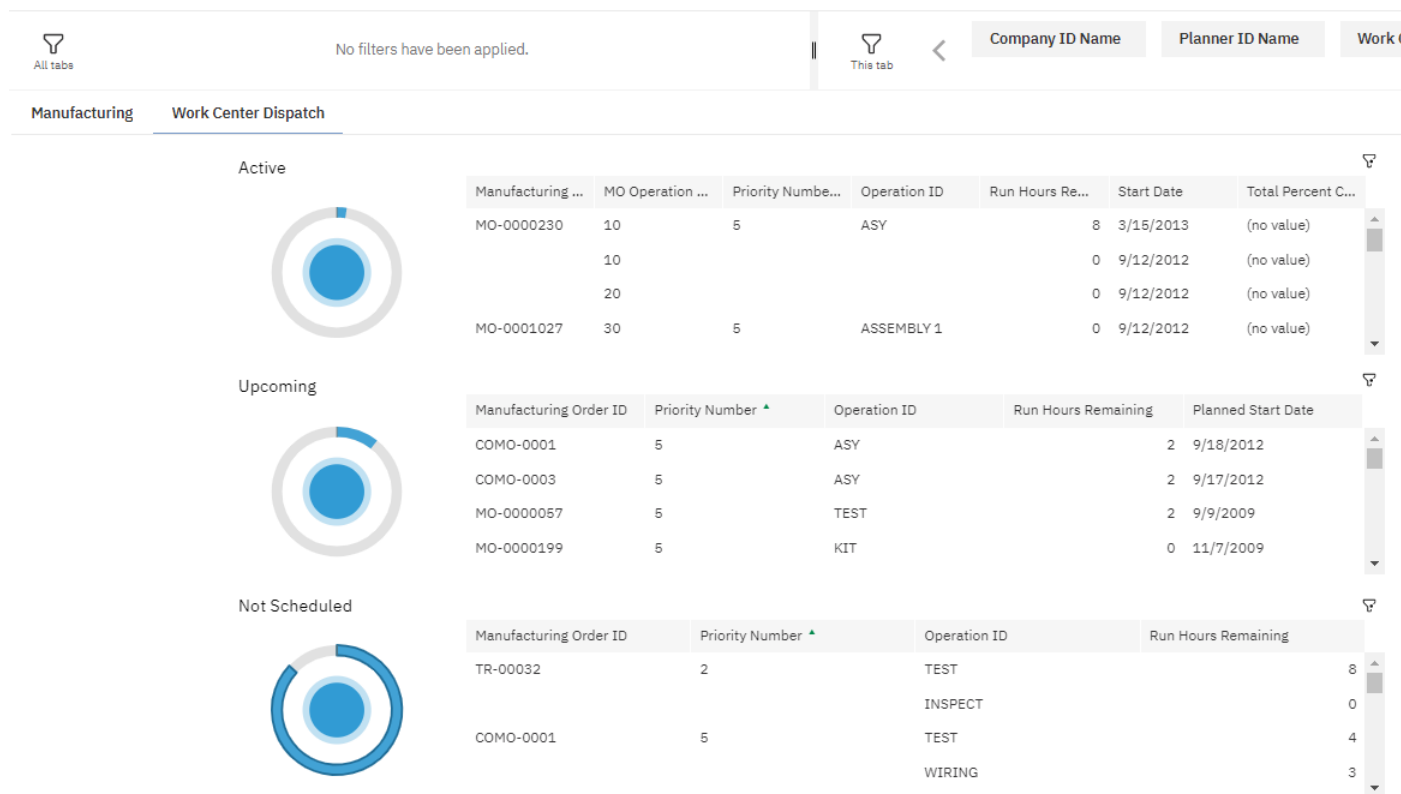 No filters have been applied.
All tabs
This tab
Company ID Name
Planner ID Name
Work
Manufacturing
Work Center Dispatch
Active
Manufacturing ... MO Operation ... Priority Numbe... Operation ID Run Hours Re... Start Date Total Percent C...
MO-0000230 10 5 ASY 8 3/15/2013 (no value)
10 0 9/12/2012 (no value)
20 0 9/12/2012 (no value)
MO-0001027 30 5 ASSEMBLY 1 0 9/12/2012 (no value)
Upcoming
Manufacturing Order ID Priority Number Operation ID Run Hours Remaining Planned Start Date
COMO-0001 5 ASY 2 9/18/2012
COMO-0003 5 ASY 2 9/17/2012
MO-0000057 5 TEST 2 9/9/2009
MO-0000199 5 KIT 0 11/7/2009
Not Scheduled
Manufacturing Order ID Priority Number Operation ID Run Hours Remaining
TR-00032 2 TEST 8
INSPECT 0
COMO-0001 5 TEST 4
WIRING 3